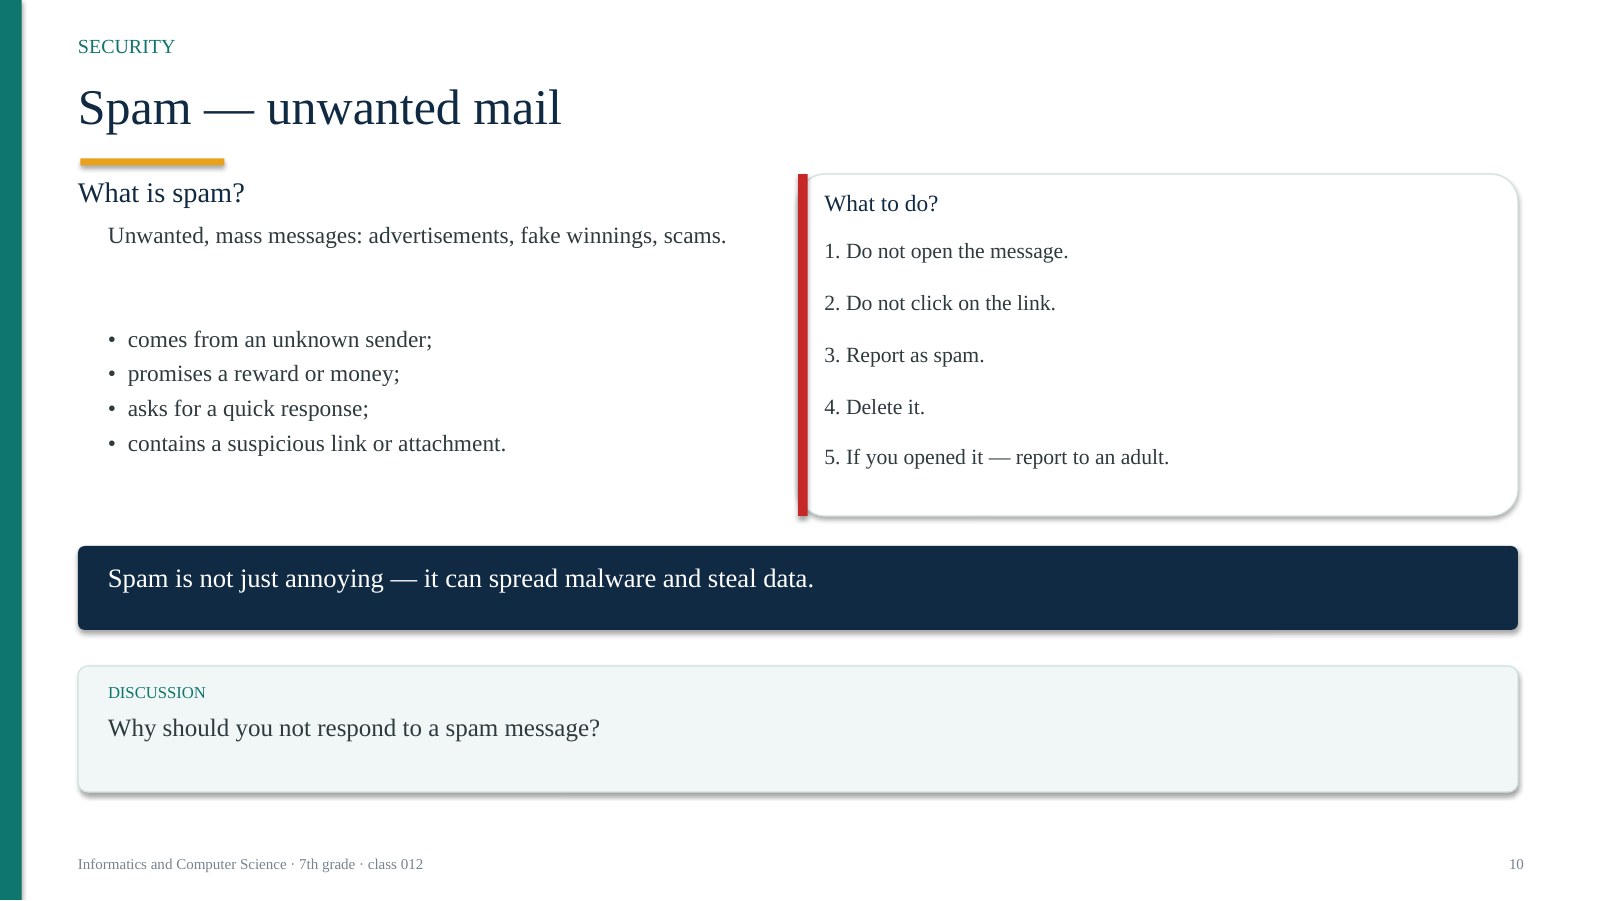 SECURITY
Spam — unwanted mail
What is spam?
Unwanted, mass messages: advertisements, fake winnings, scams.
• comes from an unknown sender;
• promises a reward or money;
• asks for a quick response;
• contains a suspicious link or attachment.
What to do?
1. Do not open the message.
2. Do not click on the link.
3. Report as spam.
4. Delete it.
5. If you opened it — report to an adult.
Spam is not just annoying — it can spread malware and steal data.
DISCUSSION
Why should you not respond to a spam message?
Informatics and Computer Science · 7th grade · class 012
10